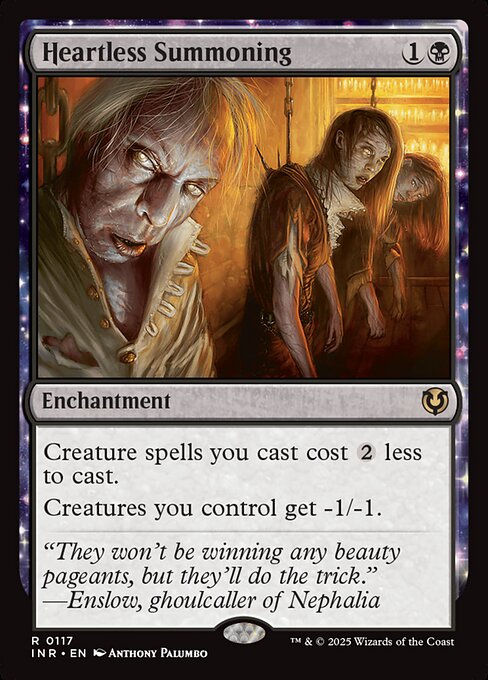 Heartless Summoning 1
Enchantment
Creature spells you cast cost 2 less
to cast.
Creatures you control get -1/-1.
“They won’t be winning any beauty
pageants, but they’ll do the trick.”
—Enslow, ghoulcaller of Nephalia
R 0117
INR • EN Anthony Palumbo
™ & © 2025 Wizards of the Coast